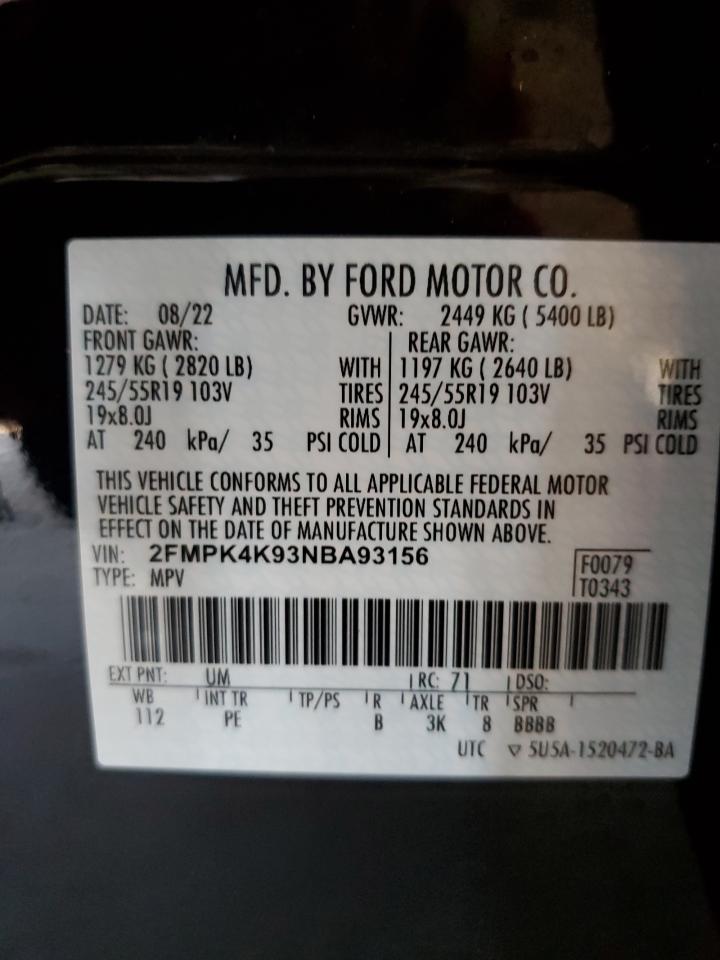 MFD. BY FORD MOTOR CO.
DATE: 08/22 GVWR: 2449 KG ( 5400 LB)
FRONT GAWR: REAR GAWR:
1279 KG ( 2820 LB) WITH 1197 KG ( 2640 LB) WITH
245/55R19 103V TIRES 245/55R19 103V TIRES
19x8.0J RIMS 19x8.0J RIMS
AT 240 kPa/ 35 PSI COLD AT 240 kPa/ 35 PSI COLD
THIS VEHICLE CONFORMS TO ALL APPLICABLE FEDERAL MOTOR
VEHICLE SAFETY AND THEFT PREVENTION STANDARDS IN
EFFECT ON THE DATE OF MANUFACTURE SHOWN ABOVE.
VIN: 2FMPK4K93NBA93156
TYPE: MPV
F0079
T0343
EXT PNT: UM RC: 71 DSO:
WB INT TR TP/PS R AXLE TR SPR
112 PE B 3K 8 BBBB
UTC ▽ 5U5A-1520472-BA